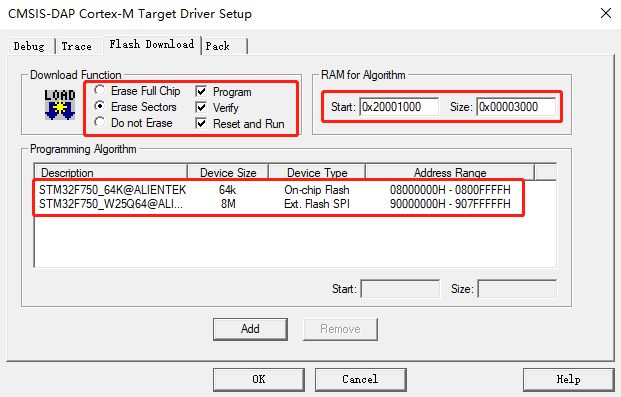 CMSIS-DAP Cortex-M Target Driver Setup
Debug Trace Flash Download Pack
Download Function
LOAD
Erase Full Chip Program
Erase Sectors Verify
Do not Erase Reset and Run
RAM for Algorithm
Start: 0x20001000 Size: 0x00003000
Programming Algorithm
Description Device Size Device Type Address Range
STM32F750_64K@ALIENTEK 64k On-chip Flash 08000000H - 0800FFFFH
STM32F750_W25Q64@ALI... 8M Ext. Flash SPI 90000000H - 907FFFFFH
Start: Size:
Add Remove
OK Cancel Help